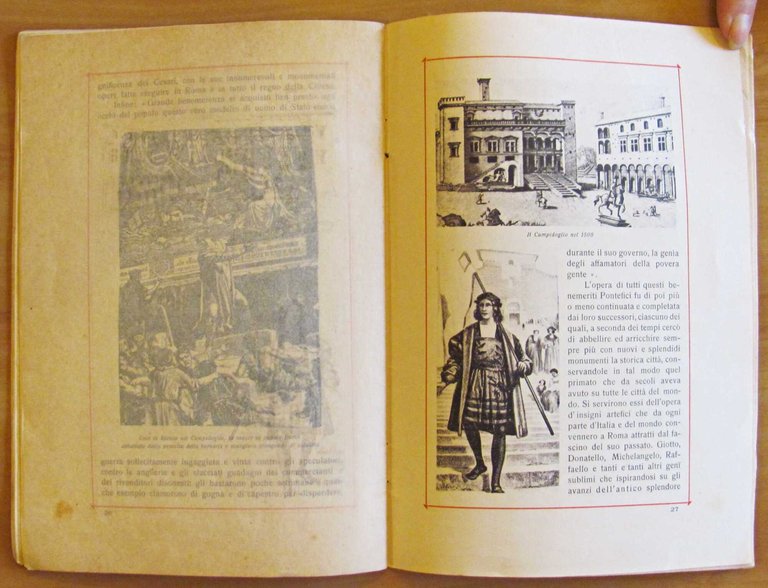 gnificenza dei Cesari, con le sue innumerevoli e monumentali
opere fatte eseguire in Roma e in tutto il regno della Chiesa.
Infine: « Grande benemerenza si acquistò ben presto agli
occhi del popolo questo vero modello di uomo di Stato
guerra sollecitamente ingaggiata e vinta contro gli speculatori,
contro la angherie e gli sfacciati guadagni dei commercianti
dei rivenditori disonesti: gli bastarono poche settimane e qual-
che esempio clamoroso di gogna e di capestro per disperdere,
26
Il Campidoglio nel 1500
durante il suo governo, la genia
degli affamatori della povera
gente ».
L'opera di tutti questi be-
nemeriti Pontefici fu di poi più
o meno continuata e completata
dai loro successori, ciascuno dei
quali, a seconda dei tempi cercò
di abbellire ed arricchire sem-
pre più con nuovi e splendidi
monumenti la storica città, con-
servandole in tal modo quel
primato che da secoli aveva
avuto su tutte le città del mon-
do. Si servirono essi dell'opera
d'insigni artefici che da ogni
parte d'Italia e del mondo con-
vennero a Roma attratti dal fa-
scino del suo passato. Giotto,
Donatello, Michelangelo, Raf-
faello e tanti e tanti altri genî
sublimi che ispirandosi su gli
avanzi dell'antico splendore
27